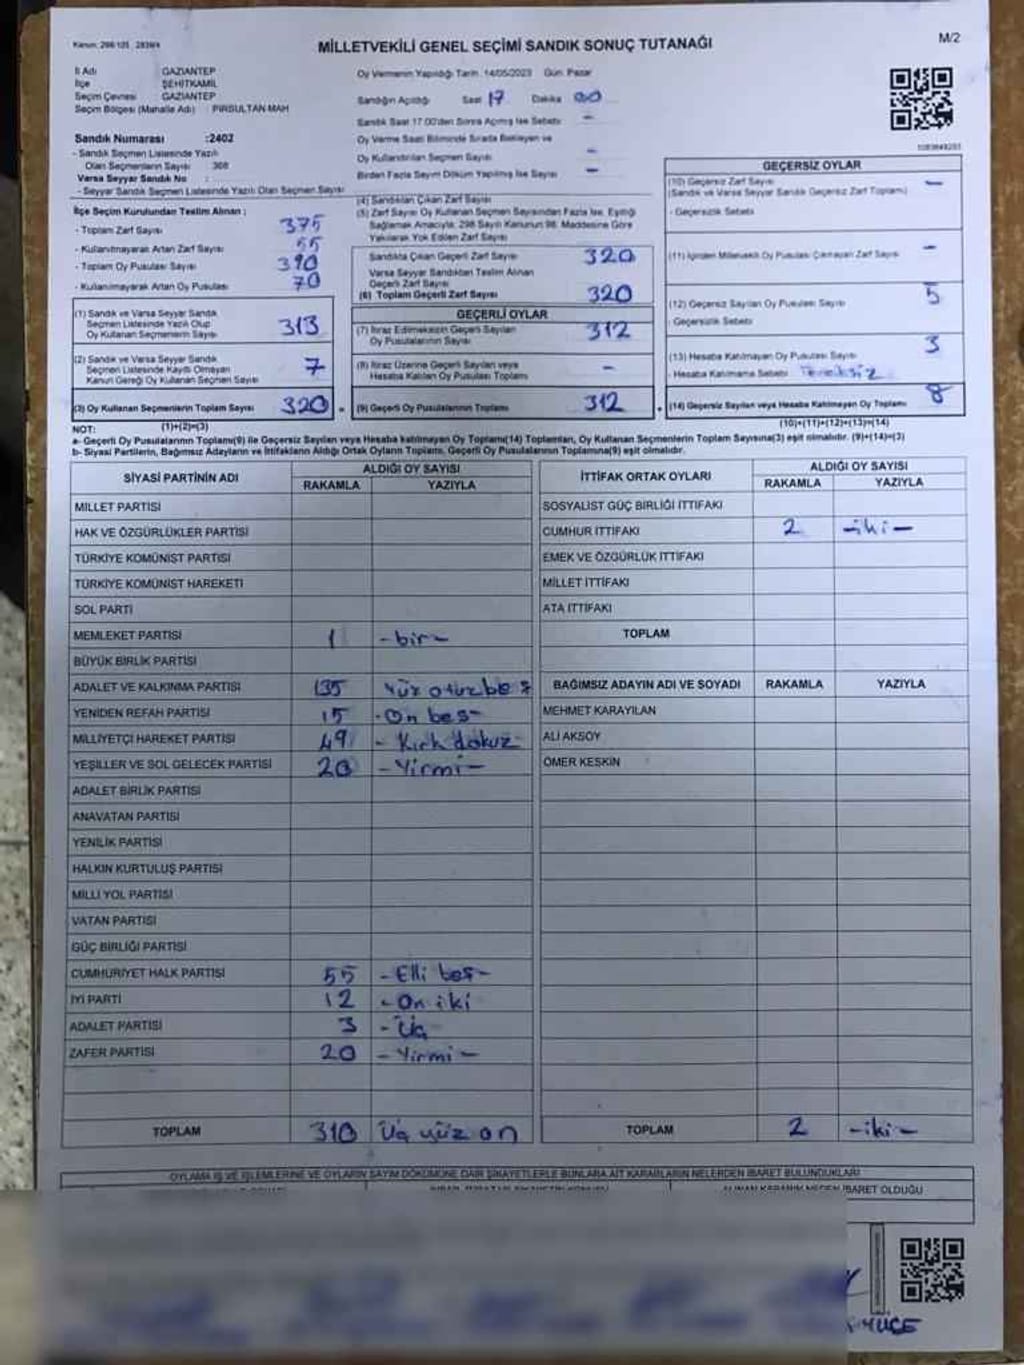 Kanun: 298/105 2839/4
MİLLETVEKİLİ GENEL SEÇİMİ SANDIK SONUÇ TUTANAĞI
M/2
İl Adı GAZİANTEP
İlçe ŞEHİTKAMİL
Seçim Çevresi GAZİANTEP
Seçim Bölgesi (Mahalle Adı) PİRSULTAN MAH
Sandık Numarası :2402
- Sandık Seçmen Listesinde Yazılı
Olan Seçmenlerin Sayısı 368
Varsa Seyyar Sandık No :
- Seyyar Sandık Seçmen Listesinde Yazılı Olan Seçmen Sayısı
İlçe Seçim Kurulundan Teslim Alınan :
- Toplam Zarf Sayısı 375
- Kullanılmayarak Artan Zarf Sayısı 55
- Toplam Oy Pusulası Sayısı 390
- Kullanılmayarak Artan Oy Pusulası 70
(1) Sandık ve Varsa Seyyar Sandık
Seçmen Listesinde Yazılı Olup
Oy Kullanan Seçmenlerin Sayısı 313
(2) Sandık ve Varsa Seyyar Sandık
Seçmen Listesinde Kayıtlı Olmayan
Kanun Gereği Oy Kullanan Seçmen Sayısı 7
(3) Oy Kullanan Seçmenlerin Toplam Sayısı 320
(1)+(2)=(3)
Oy Vermenin Yapıldığı Tarih 14/05/2023 Gün: Pazar
Sandığın Açıldığı Saat 17 Dakika 00
Sandık Saat 17.00'den Sonra Açılmış İse Sebebi -
Oy Verme Saati Bitiminde Sırada Bekleyen ve
Oy Kullandırılan Seçmen Sayısı -
Birden Fazla Sayım Döküm Yapılmış İse Sayısı -
(4) Sandıktan Çıkan Zarf Sayısı
(5) Zarf Sayısı Oy Kullanan Seçmen Sayısından Fazla İse, Eşitliği
Sağlamak Amacıyla, 298 Sayılı Kanunun 98. Maddesine Göre
Yakılarak Yok Edilen Zarf Sayısı
Sandıkta Çıkan Geçerli Zarf Sayısı 320
Varsa Seyyar Sandıktan Teslim Alınan
Geçerli Zarf Sayısı
(6) Toplam Geçerli Zarf Sayısı 320
GEÇERLİ OYLAR
(7) İtiraz Edilmeksizin Geçerli Sayılan
Oy Pusulalarının Sayısı 312
(8) İtiraz Üzerine Geçerli Sayılan veya
Hesaba Katılan Oy Pusulası Toplamı -
(9) Geçerli Oy Pusulalarının Toplamı 312
GEÇERSİZ OYLAR
(10) Geçersiz Zarf Sayısı -
(Sandık ve Varsa Seyyar Sandık Geçersiz Zarf Toplamı)
- Geçersizlik Sebebi
(11) İçinden Milletvekili Oy Pusulası Çıkmayan Zarf Sayısı -
(12) Geçersiz Sayılan Oy Pusulası Sayısı 5
- Geçersizlik Sebebi
(13) Hesaba Katılmayan Oy Pusulası Sayısı 3
- Hesaba Katılmama Sebebi
(14) Geçersiz Sayılan veya Hesaba Katılmayan Oy Toplamı 8
(10)+(11)+(12)+(13)=(14)
NOT:
a- Geçerli Oy Pusulalarının Toplamı(9) ile Geçersiz Sayılan veya Hesaba katılmayan Oy Toplamı(14) Toplamları, Oy Kullanan Seçmenlerin Toplam Sayısına(3) eşit olmalıdır. (9)+(14)=(3)
b- Siyasi Partilerin, Bağımsız Adayların ve İttifakların Aldığı Ortak Oyların Toplamı, Geçerli Oy Pusulalarının Toplamına(9) eşit olmalıdır.
SİYASİ PARTİNİN ADI ALDIĞI OY SAYISI
RAKAMLA YAZIYLA
MİLLET PARTİSİ
HAK VE ÖZGÜRLÜKLER PARTİSİ
TÜRKİYE KOMÜNİST PARTİSİ
TÜRKİYE KOMÜNİST HAREKETİ
SOL PARTİ
MEMLEKET PARTİSİ 1 -bir-
BÜYÜK BİRLİK PARTİSİ
ADALET VE KALKINMA PARTİSİ 135 Yüz otuz beş
YENİDEN REFAH PARTİSİ 15 -On beş-
MİLLİYETÇİ HAREKET PARTİSİ 49 - Kırk dokuz
YEŞİLLER VE SOL GELECEK PARTİSİ 20 -Yirmi-
ADALET BİRLİK PARTİSİ
ANAVATAN PARTİSİ
YENİLİK PARTİSİ
HALKIN KURTULUŞ PARTİSİ
MİLLİ YOL PARTİSİ
VATAN PARTİSİ
GÜÇ BİRLİĞİ PARTİSİ
CUMHURİYET HALK PARTİSİ 55 -Elli beş-
İYİ PARTİ 12 -On iki
ADALET PARTİSİ 3 -Üç
ZAFER PARTİSİ 20 -Yirmi-
TOPLAM 310 Üç yüz on
İTTİFAK ORTAK OYLARI ALDIĞI OY SAYISI
RAKAMLA YAZIYLA
SOSYALİST GÜÇ BİRLİĞİ İTTİFAKI
CUMHUR İTTİFAKI 2 -iki-
EMEK VE ÖZGÜRLÜK İTTİFAKI
MİLLET İTTİFAKI
ATA İTTİFAKI
TOPLAM
BAĞIMSIZ ADAYIN ADI VE SOYADI RAKAMLA YAZIYLA
MEHMET KARAYILAN
ALİ AKSOY
ÖMER KESKİN
TOPLAM 2 -iki-
OYLAMA İŞ VE İŞLEMLERİNE VE OYLARIN SAYIM DÖKÜMÜNE DAİR ŞİKAYETLERLE BUNLARA AİT KARARLARIN NELERDEN İBARET BULUNDUKLARI
ALINAN KARARIN NEDEN İBARET OLDUĞU